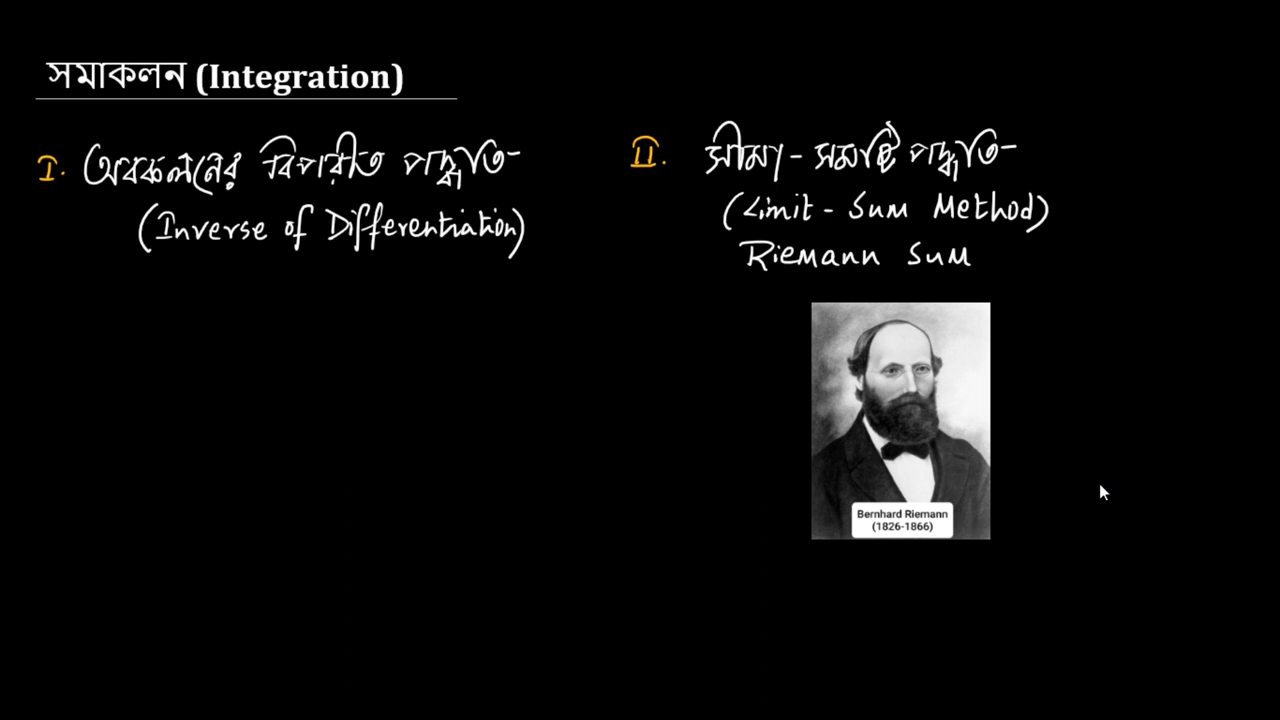 সমাকলন (Integration)
I. অবকলনের বিপরীত পদ্ধতি
(Inverse of Differentiation)
II. সীমা - সমষ্টি পদ্ধতি
(Limit - Sum Method)
Riemann Sum
Bernhard Riemann
(1826-1866)